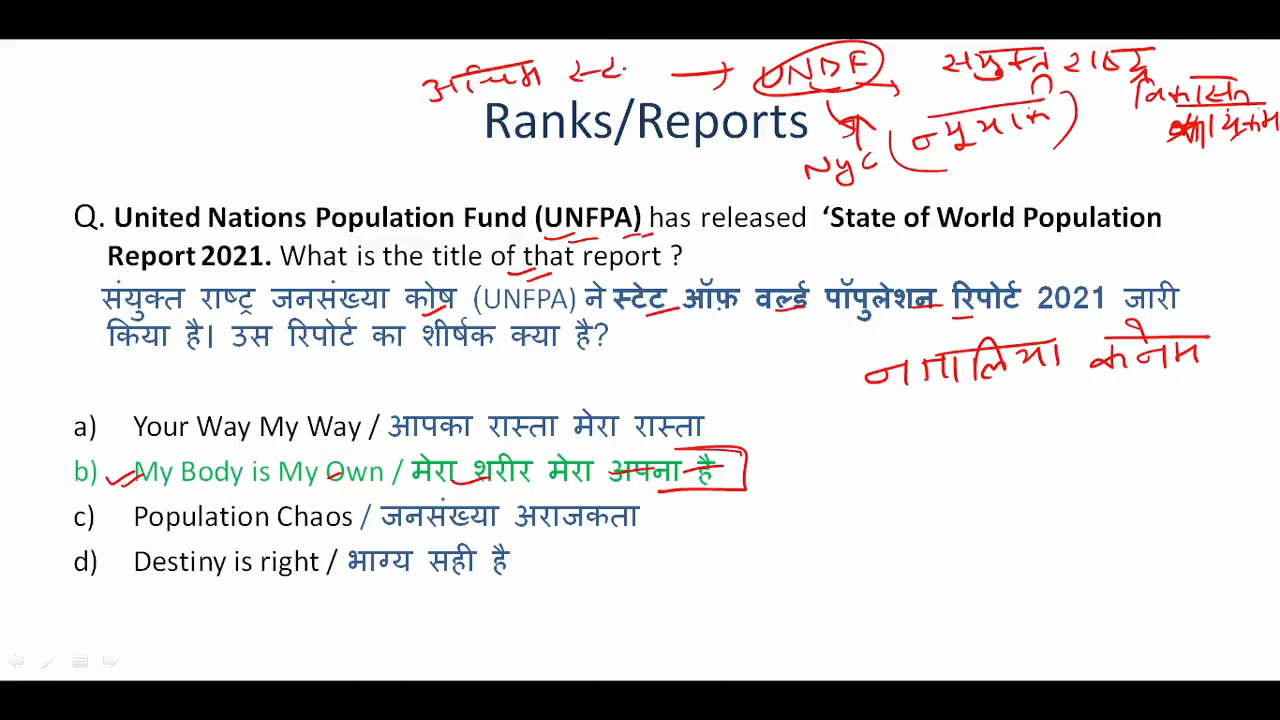 UNDF संयुक्त राष्ट्र
Ranks/Reports
NYC
Q. United Nations Population Fund (UNFPA) has released ‘State of World Population
Report 2021. What is the title of that report ?
संयुक्त राष्ट्र जनसंख्या कोष (UNFPA) ने स्टेट ऑफ़ वर्ल्ड पॉपुलेशन रिपोर्ट 2021 जारी
किया है। उस रिपोर्ट का शीर्षक क्या है?
नतालिया कनेम
a) Your Way My Way / आपका रास्ता मेरा रास्ता
b) My Body is My Own / मेरा शरीर मेरा अपना है
c) Population Chaos / जनसंख्या अराजकता
d) Destiny is right / भाग्य सही है